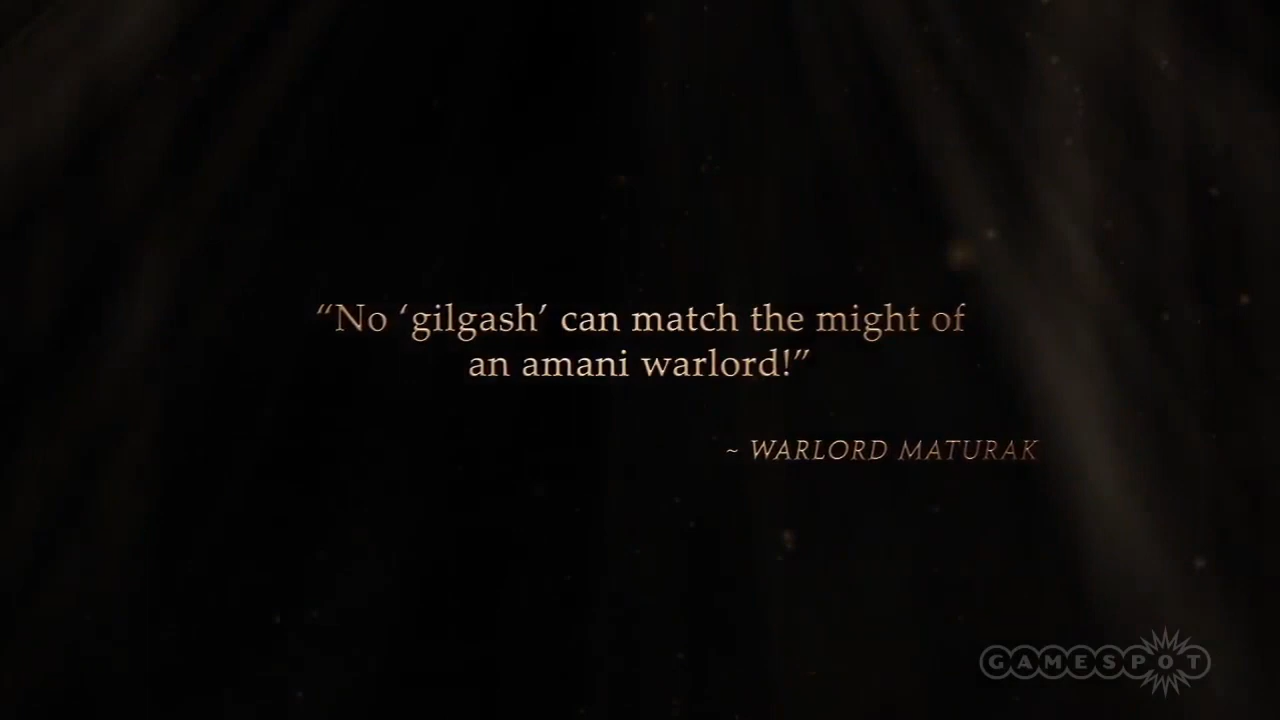 “No ‘gilgash’ can match the might of
an amani warlord!”
~ WARLORD MATURAK
GAMESPOT